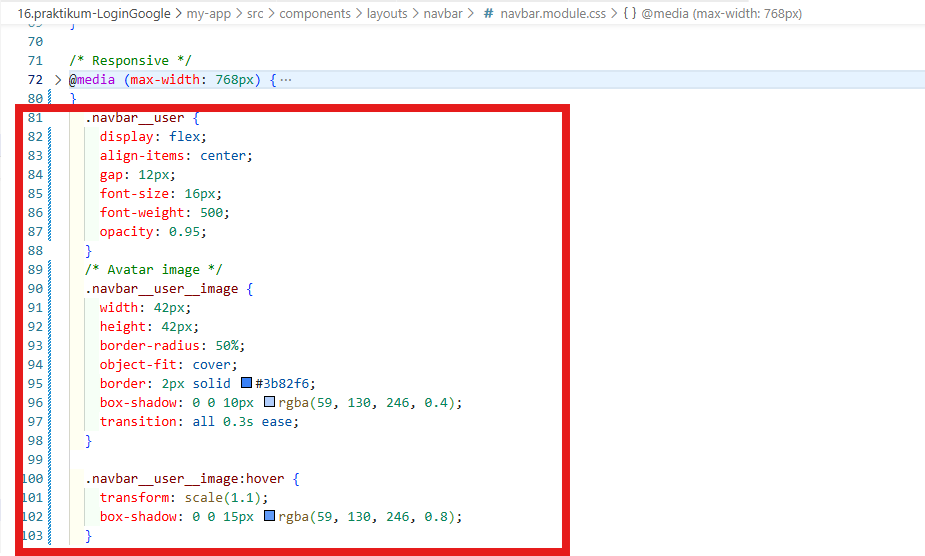 16.praktikum-LoginGoogle > my-app > src > components > layouts > navbar > # navbar.module.css > { } @media (max-width: 768px)
69 }
70
71 /* Responsive */
72 > @media (max-width: 768px) { ···
80 }
81 .navbar__user {
82 display: flex;
83 align-items: center;
84 gap: 12px;
85 font-size: 16px;
86 font-weight: 500;
87 opacity: 0.95;
88 }
89 /* Avatar image */
90 .navbar__user__image {
91 width: 42px;
92 height: 42px;
93 border-radius: 50%;
94 object-fit: cover;
95 border: 2px solid #3b82f6;
96 box-shadow: 0 0 10px rgba(59, 130, 246, 0.4);
97 transition: all 0.3s ease;
98 }
99
100 .navbar__user__image:hover {
101 transform: scale(1.1);
102 box-shadow: 0 0 15px rgba(59, 130, 246, 0.8);
103 }